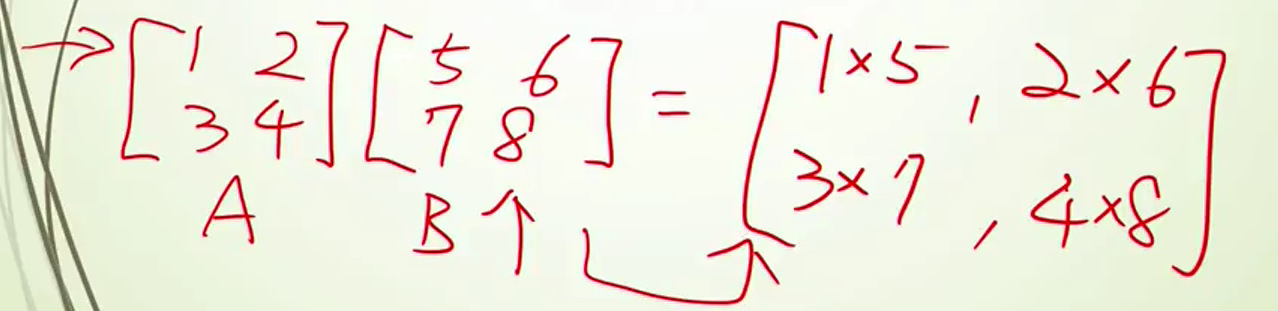 → [1 2] [5 6] = [1×5 , 2×6]
[3 4] [7 8] [3×7 , 4×8]
A B ↑